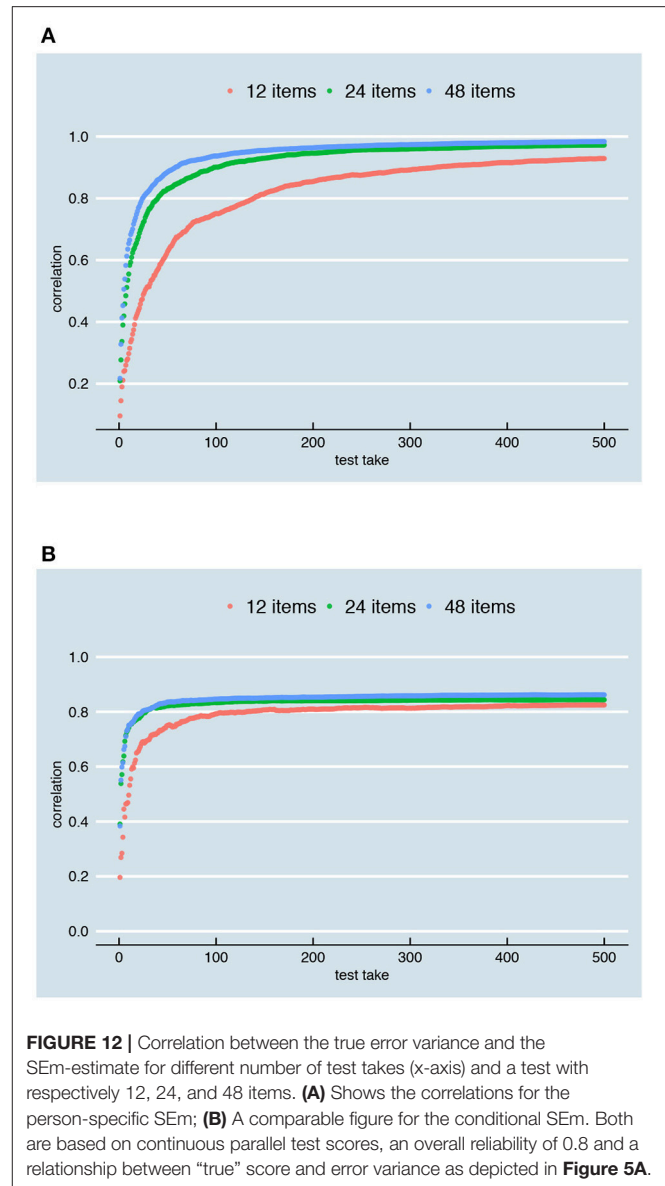 A
12 items 24 items 48 items
1.0
0.8
0.6
0.4
0.2
correlation
0 100 200 300 400 500
test take
B
12 items 24 items 48 items
1.0
0.8
0.6
0.4
0.2
0.0
correlation
0 100 200 300 400 500
test take
FIGURE 12 | Correlation between the true error variance and the
SEm-estimate for different number of test takes (x-axis) and a test with
respectively 12, 24, and 48 items. (A) Shows the correlations for the
person-specific SEm; (B) A comparable figure for the conditional SEm. Both
are based on continuous parallel test scores, an overall reliability of 0.8 and a
relationship between “true” score and error variance as depicted in Figure 5A.